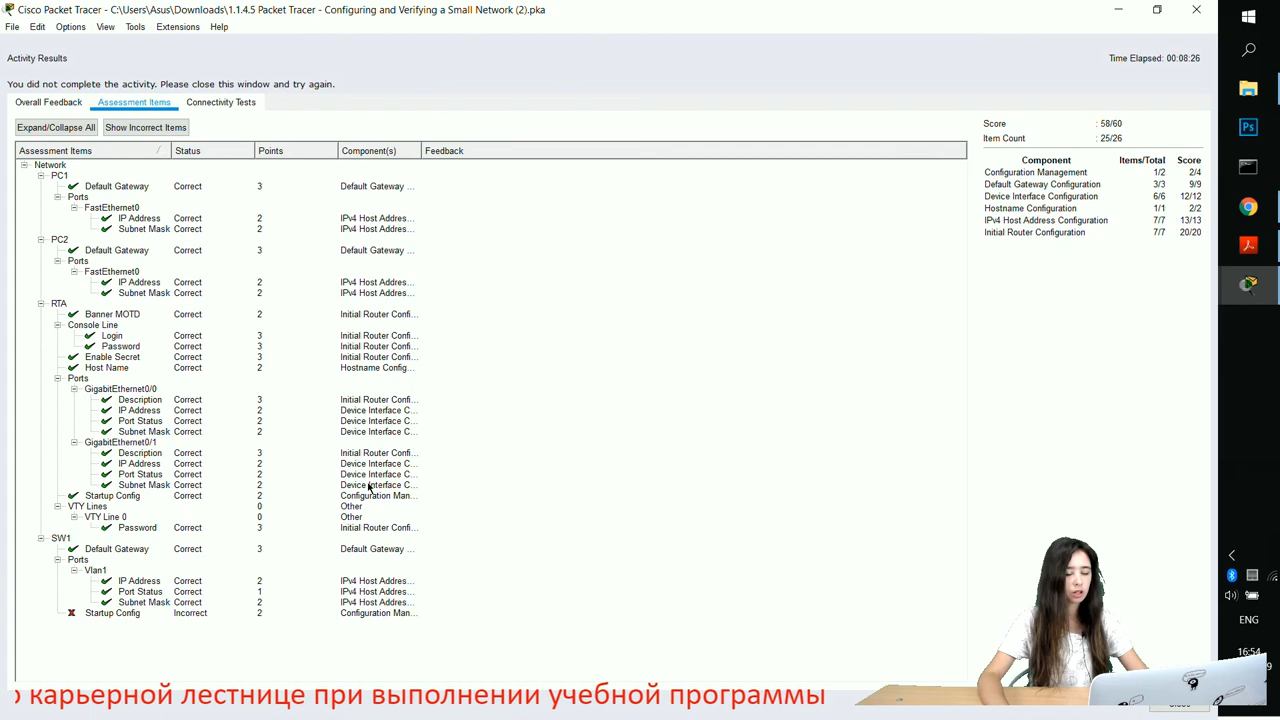 Cisco Packet Tracer - C:\Users\Asus\Downloads\1.1.4.5 Packet Tracer - Configuring and Verifying a Small Network (2).pka
File Edit Options View Tools Extensions Help
Activity Results
Time Elapsed: 00:08:26
You did not complete the activity. Please close this window and try again.
Overall Feedback Assessment Items Connectivity Tests
Expand/Collapse All Show Incorrect Items
Assessment Items Status Points Component(s) Feedback
Network
PC1
Default Gateway Correct 3 Default Gateway ...
Ports
FastEthernet0
IP Address Correct 2 IPv4 Host Addres...
Subnet Mask Correct 2 IPv4 Host Addres...
PC2
Default Gateway Correct 3 Default Gateway ...
Ports
FastEthernet0
IP Address Correct 2 IPv4 Host Addres...
Subnet Mask Correct 2 IPv4 Host Addres...
RTA
Banner MOTD Correct 2 Initial Router Confi...
Console Line
Login Correct 3 Initial Router Confi...
Password Correct 3 Initial Router Confi...
Enable Secret Correct 3 Initial Router Confi...
Host Name Correct 2 Hostname Config...
Ports
GigabitEthernet0/0
Description Correct 3 Initial Router Confi...
IP Address Correct 2 Device Interface C...
Port Status Correct 2 Device Interface C...
Subnet Mask Correct 2 Device Interface C...
GigabitEthernet0/1
Description Correct 3 Initial Router Confi...
IP Address Correct 2 Device Interface C...
Port Status Correct 2 Device Interface C...
Subnet Mask Correct 2 Device Interface C...
Startup Config Correct 2 Configuration Man...
VTY Lines 0 Other
VTY Line 0 0 Other
Password Correct 3 Initial Router Confi...
SW1
Default Gateway Correct 3 Default Gateway ...
Ports
Vlan1
IP Address Correct 2 IPv4 Host Addres...
Port Status Correct 1 IPv4 Host Addres...
Subnet Mask Correct 2 IPv4 Host Addres...
Startup Config Incorrect 2 Configuration Man...
Score : 58/60
Item Count : 25/26
Component Items/Total Score
Configuration Management 1/2 2/4
Default Gateway Configuration 3/3 9/9
Device Interface Configuration 6/6 12/12
Hostname Configuration 1/1 2/2
IPv4 Host Address Configuration 7/7 13/13
Initial Router Configuration 7/7 20/20
Ps
ENG
16:54
карьерной лестнице при выполнении учебной программы